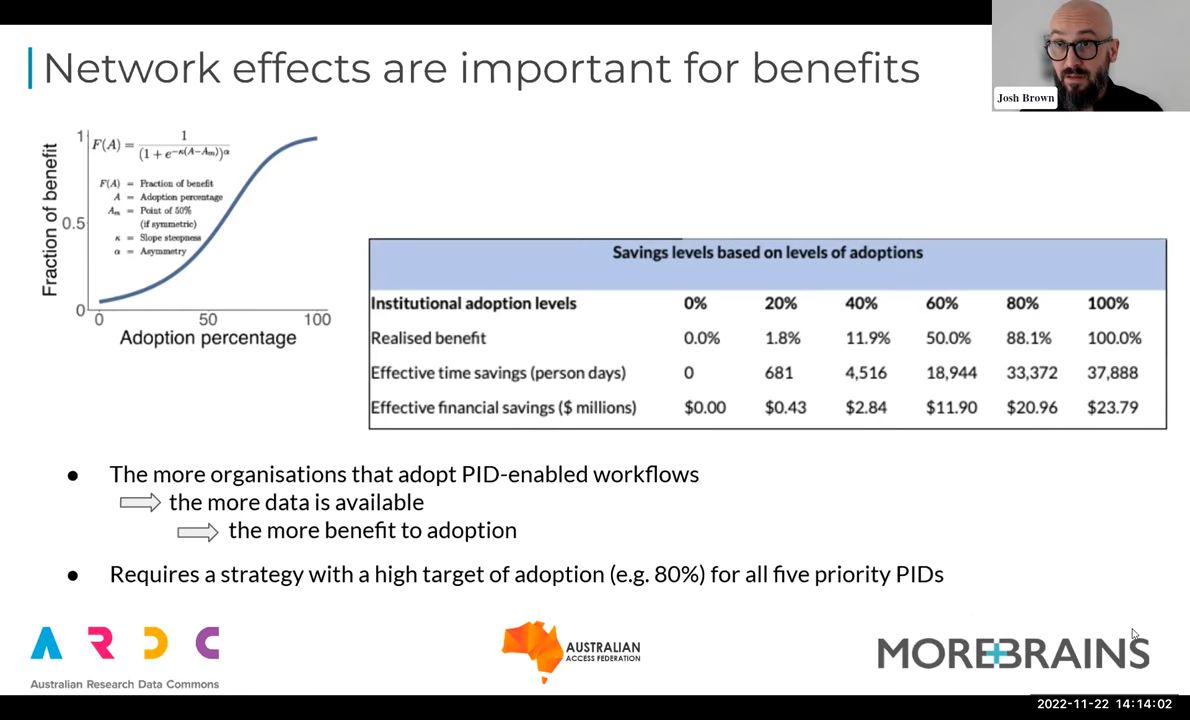 Network effects are important for benefits
Josh Brown
Fraction of benefit
1
0.5
0
F(A) = 1 / (1 + e^−κ(A−Aₘ))^α
F(A) = Fraction of benefit
A = Adoption percentage
Aₘ = Point of 50%
(if symmetric)
κ = Slope steepness
α = Asymmetry
0 50 100
Adoption percentage
Savings levels based on levels of adoptions
Institutional adoption levels 0% 20% 40% 60% 80% 100%
Realised benefit 0.0% 1.8% 11.9% 50.0% 88.1% 100.0%
Effective time savings (person days) 0 681 4,516 18,944 33,372 37,888
Effective financial savings ($ millions) $0.00 $0.43 $2.84 $11.90 $20.96 $23.79
● The more organisations that adopt PID-enabled workflows
the more data is available
the more benefit to adoption
● Requires a strategy with a high target of adoption (e.g. 80%) for all five priority PIDs
ARDC
Australian Research Data Commons
AUSTRALIAN
ACCESS FEDERATION
MORE+BRAINS
2022-11-22 14:14:02